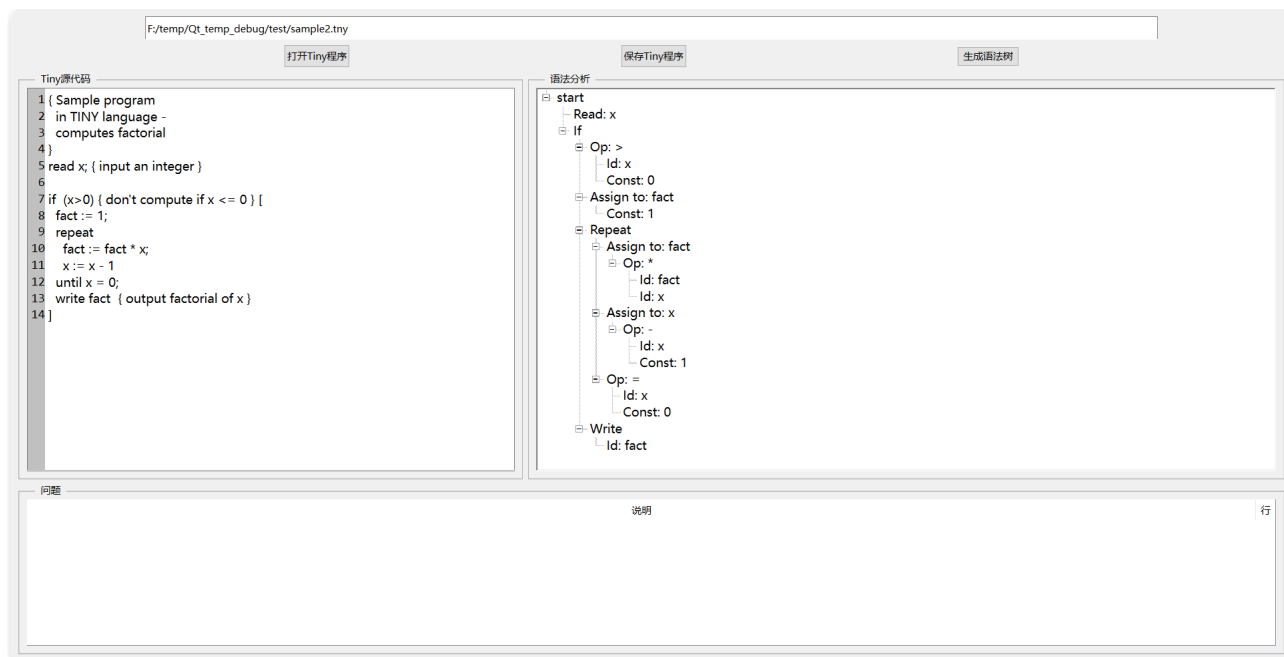 F:/temp/Qt_temp_debug/test/sample2.tny
打开Tiny程序 保存Tiny程序 生成语法树
Tiny源代码
1 { Sample program
2 in TINY language -
3 computes factorial
4 }
5 read x; { input an integer }
6
7 if (x>0) { don't compute if x <= 0 } [
8 fact := 1;
9 repeat
10 fact := fact * x;
11 x := x - 1
12 until x = 0;
13 write fact { output factorial of x }
14 ]
语法分析
start
Read: x
If
Op: >
Id: x
Const: 0
Assign to: fact
Const: 1
Repeat
Assign to: fact
Op: *
Id: fact
Id: x
Assign to: x
Op: -
Id: x
Const: 1
Op: =
Id: x
Const: 0
Write
Id: fact
问题
说明 行